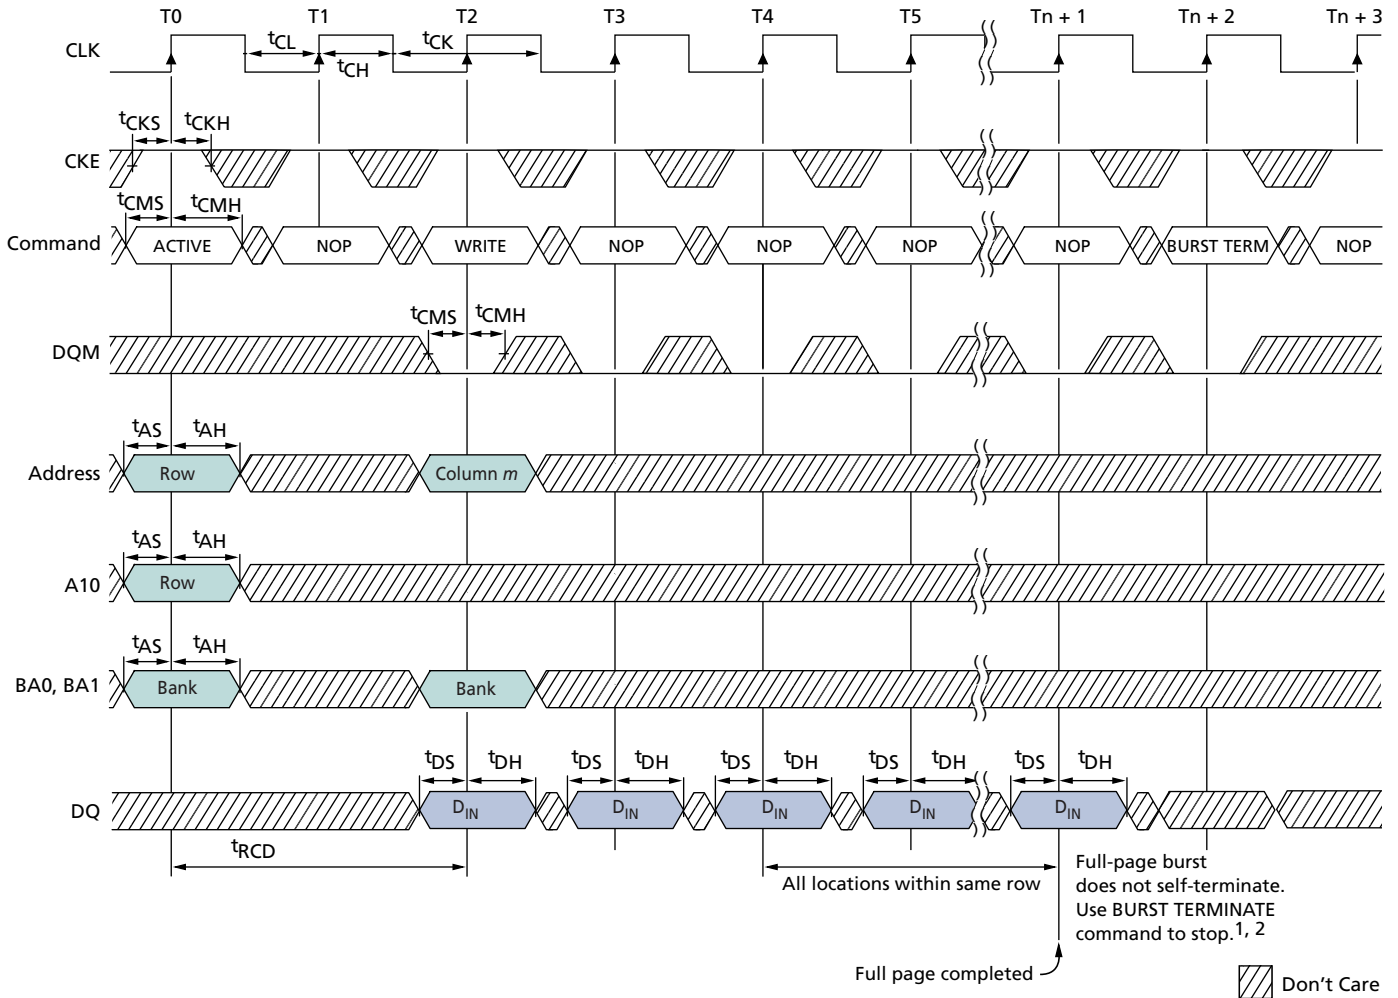 T0 T1 T2 T3 T4 T5 Tn + 1 Tn + 2 Tn + 3
CLK tCL tCH tCK
tCKS tCKH
CKE
tCMS tCMH
Command ACTIVE NOP WRITE NOP NOP NOP NOP BURST TERM NOP
tCMS tCMH
DQM
tAS tAH
Address Row Column m
tAS tAH
A10 Row
tAS tAH
BA0, BA1 Bank Bank
tDS tDH tDS tDH tDS tDH tDS tDH tDS tDH
DQ DIN DIN DIN DIN DIN
tRCD
All locations within same row
Full-page burst
does not self-terminate.
Use BURST TERMINATE
command to stop.1, 2
Full page completed
Don't Care